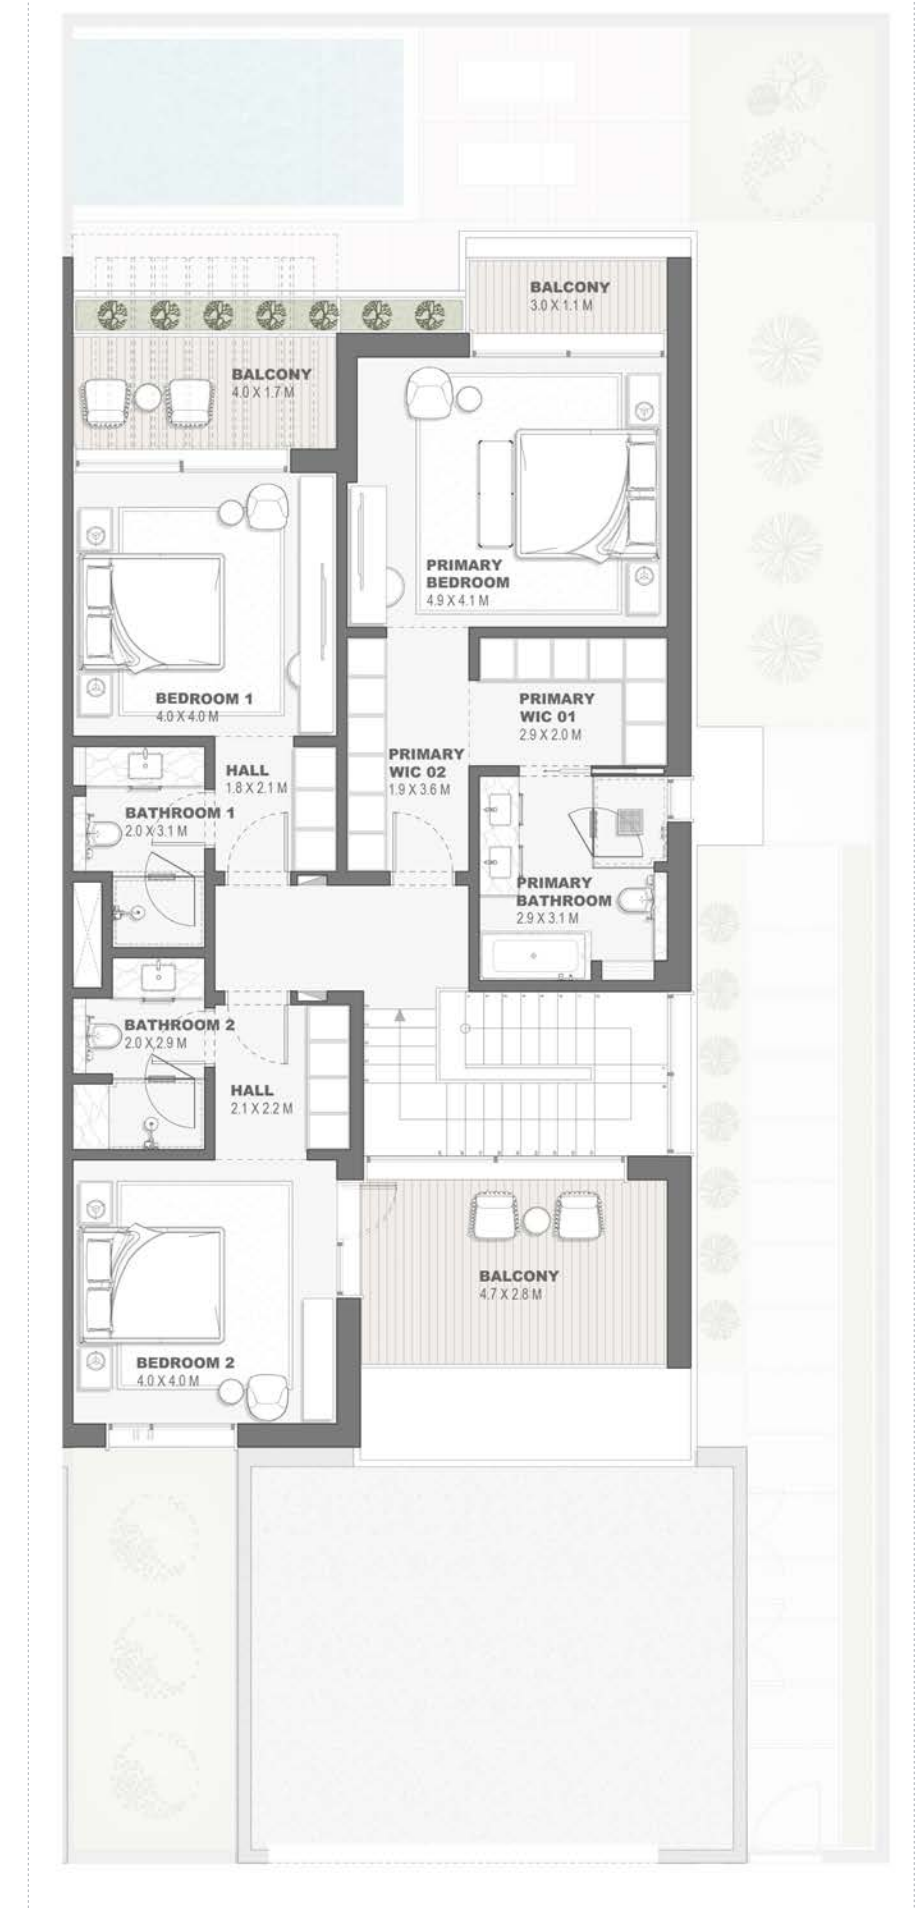 BALCONY
3.0 X 1.1 M
BALCONY
4.0 X 1.7 M
PRIMARY
BEDROOM
4.9 X 4.1 M
BEDROOM 1
4.0 X 4.0 M
PRIMARY
WIC 01
2.9 X 2.0 M
PRIMARY
WIC 02
1.9 X 3.6 M
HALL
1.8 X 2.1 M
BATHROOM 1
2.0 X 3.1 M
PRIMARY
BATHROOM
2.9 X 3.1 M
BATHROOM 2
2.0 X 2.9 M
HALL
2.1 X 2.2 M
BALCONY
4.7 X 2.8 M
BEDROOM 2
4.0 X 4.0 M